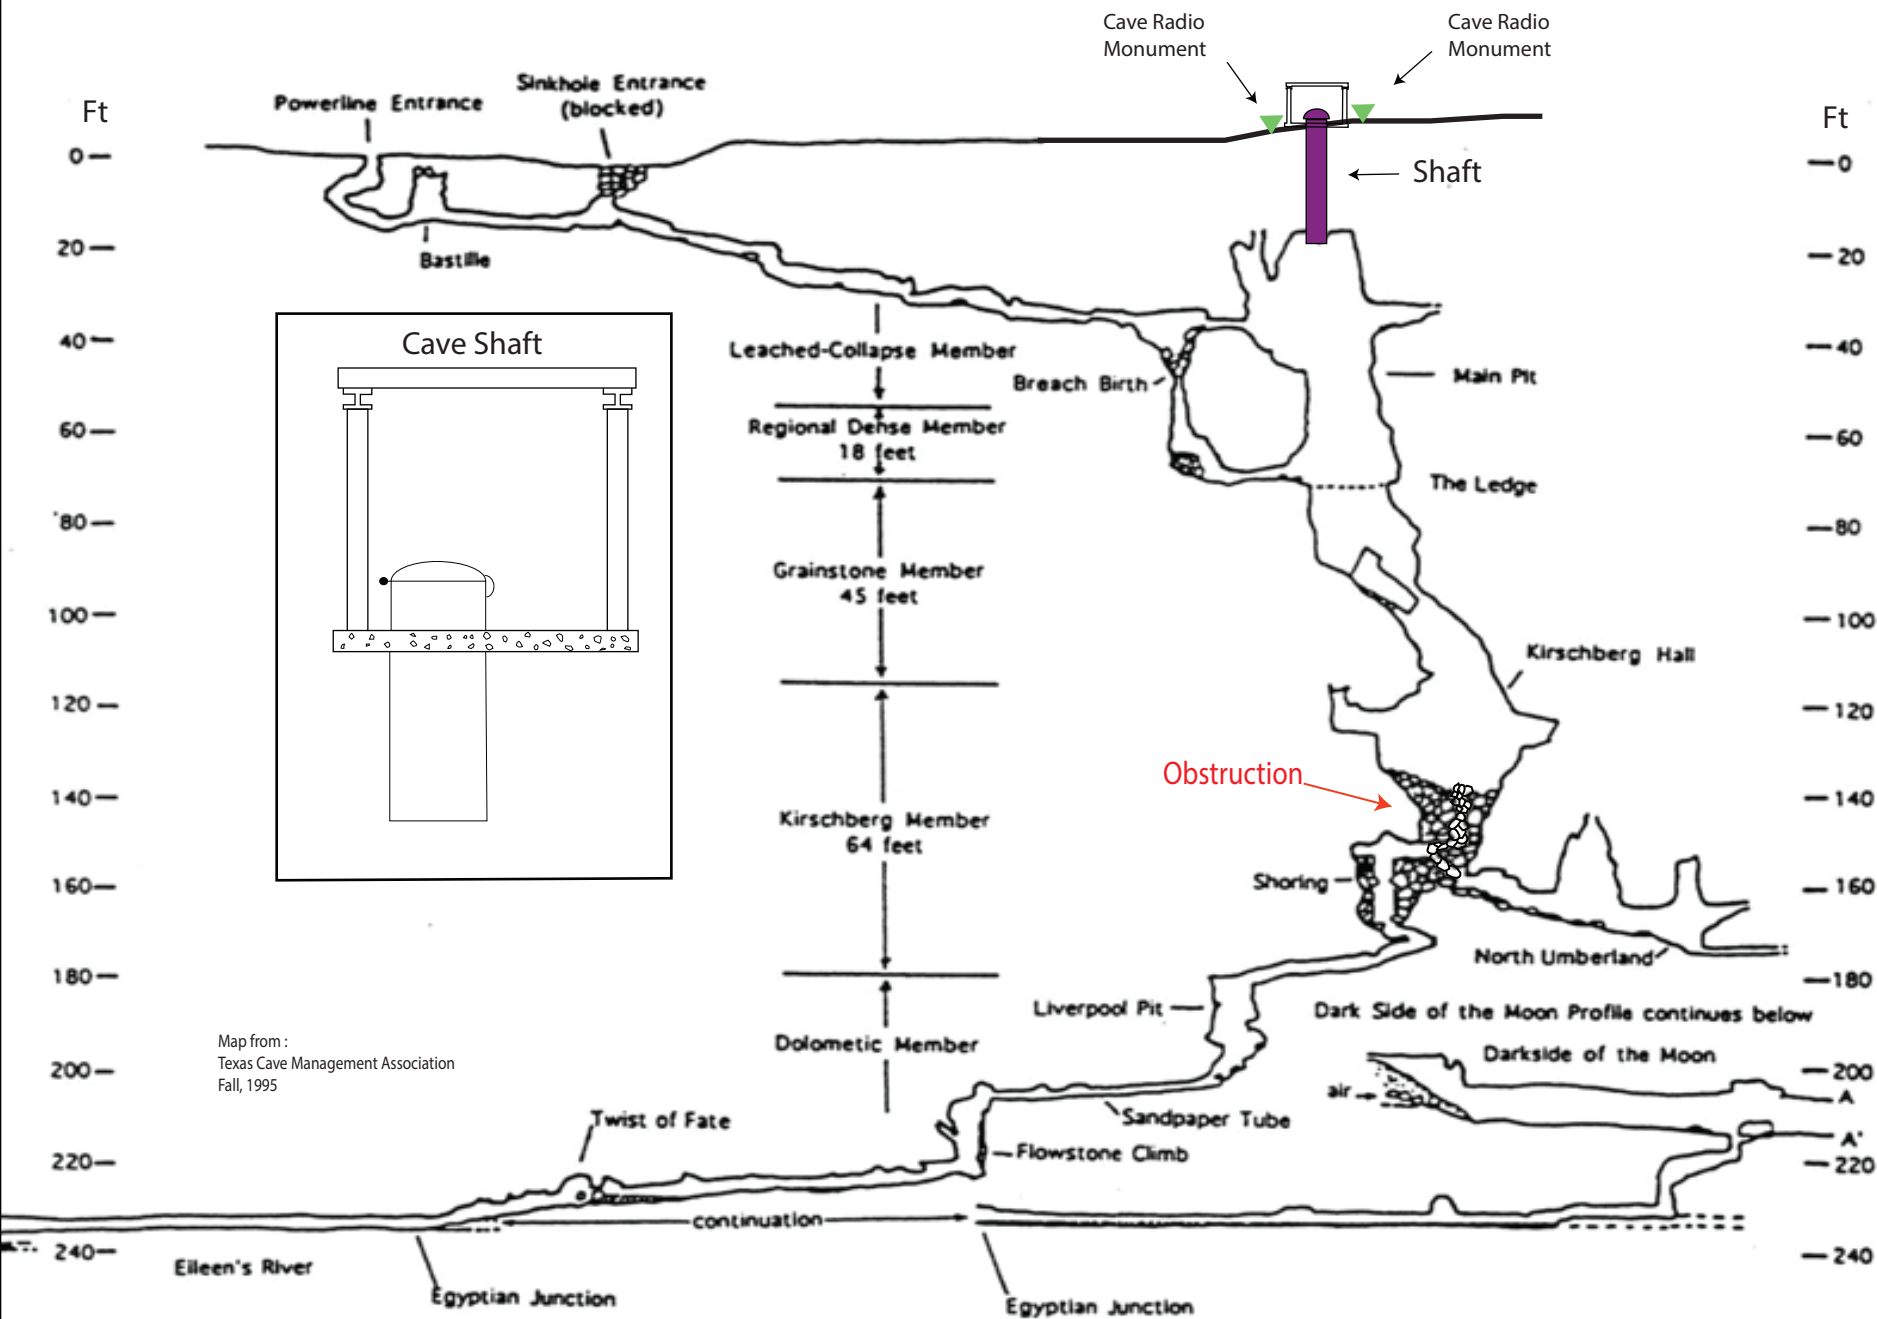 Cave Radio
Monument
Cave Radio
Monument
Ft
Powerline Entrance
Sinkhole Entrance
(blocked)
Ft
0
0
Shaft
20
Bastille
20
Cave Shaft
40
Leached-Collapse Member
40
Breach Birth
Main Pit
60
Regional Dense Member
18 feet
60
The Ledge
80
80
Grainstone Member
45 feet
100
100
Kirschberg Hall
120
120
Obstruction
140
140
Kirschberg Member
64 feet
160
Shoring
160
North Umberland
180
180
Liverpool Pit
Dark Side of the Moon Profile continues below
Map from :
Texas Cave Management Association
Fall, 1995
Dolometic Member
Darkside of the Moon
200
200
air
A
Twist of Fate
Sandpaper Tube
A'
220
Flowstone Climb
220
continuation
240
240
Eileen's River
Egyptian Junction
Egyptian Junction